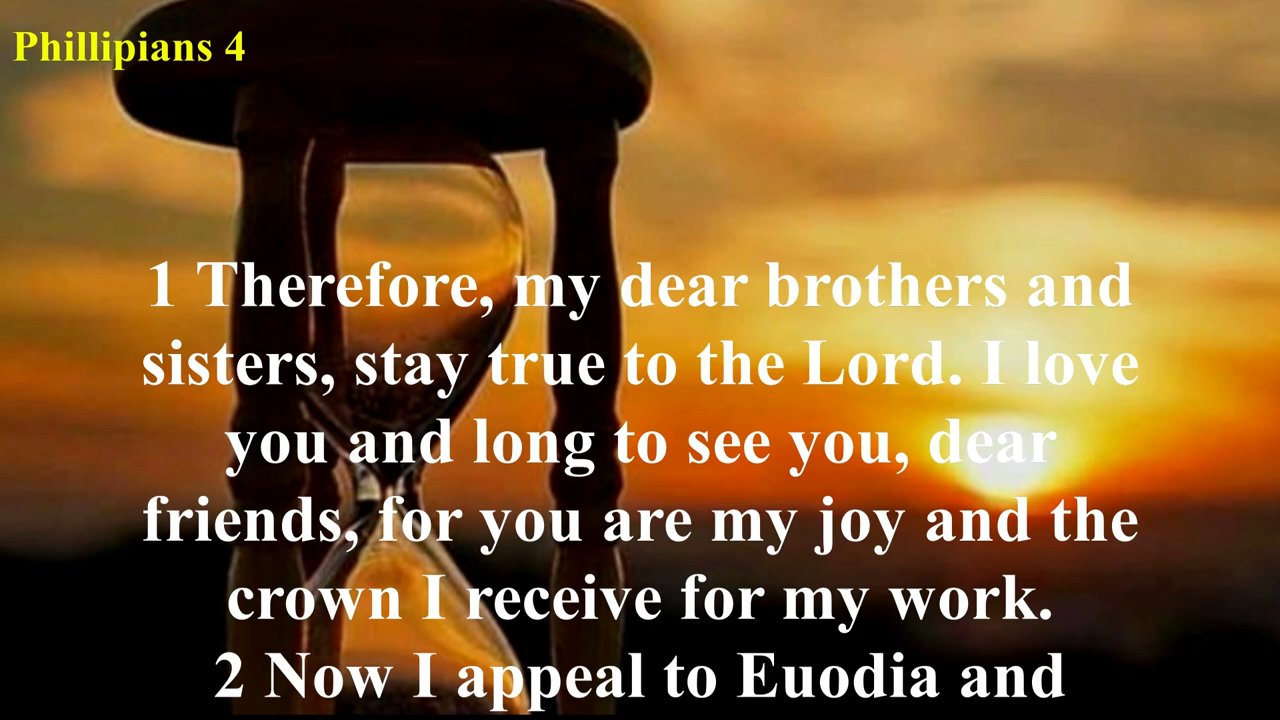 Phillipians 4
1 Therefore, my dear brothers and
sisters, stay true to the Lord. I love
you and long to see you, dear
friends, for you are my joy and the
crown I receive for my work.
2 Now I appeal to Euodia and